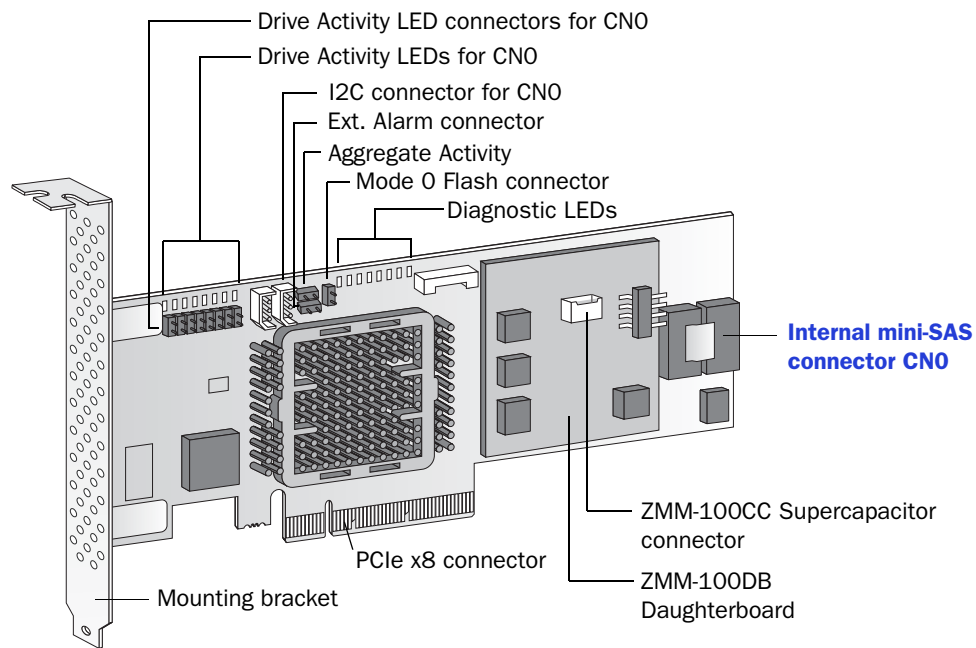 Drive Activity LED connectors for CN0
Drive Activity LEDs for CN0
I2C connector for CN0
Ext. Alarm connector
Aggregate Activity
Mode 0 Flash connector
Diagnostic LEDs
Internal mini-SAS
connector CN0
ZMM-100CC Supercapacitor
connector
PCIe x8 connector
ZMM-100DB
Daughterboard
Mounting bracket